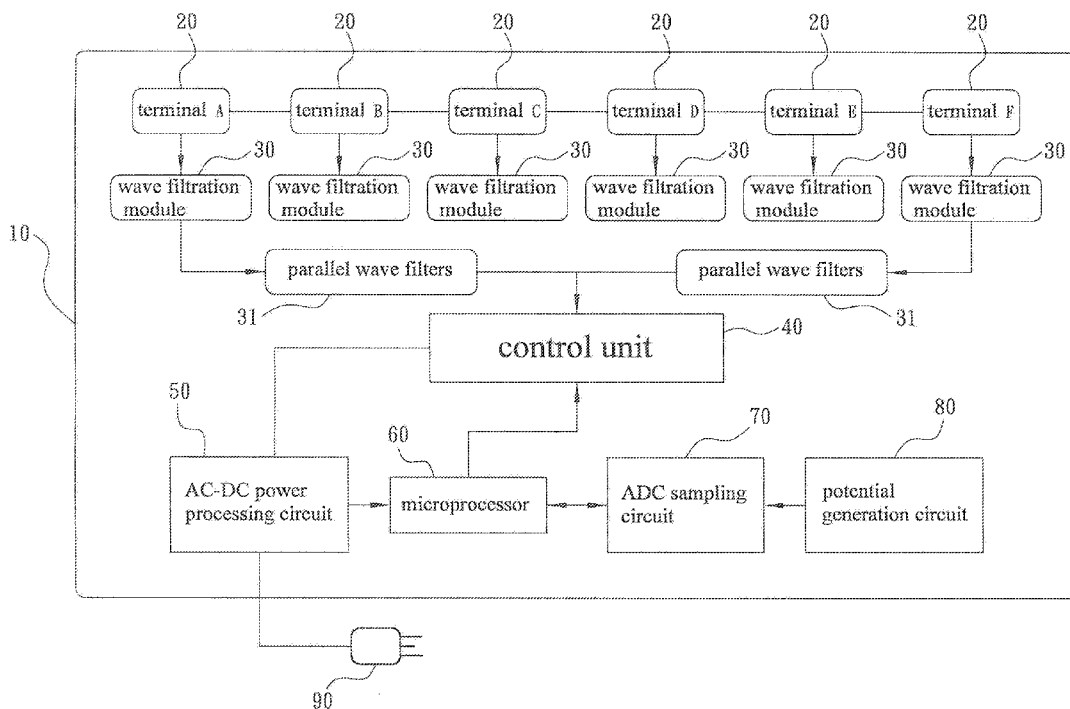 20 20 20 20 20 20
terminal A terminal B terminal C terminal D terminal E terminal F
30 30 30 30 30 30
wave filtration module
wave filtration module
wave filtration module
wave filtration module
wave filtration module
wave filtration module
10
parallel wave filters parallel wave filters
31 31
40
control unit
50
60
70
80
AC-DC power
processing circuit
microprocessor
ADC sampling
circuit
potential
generation circuit
90